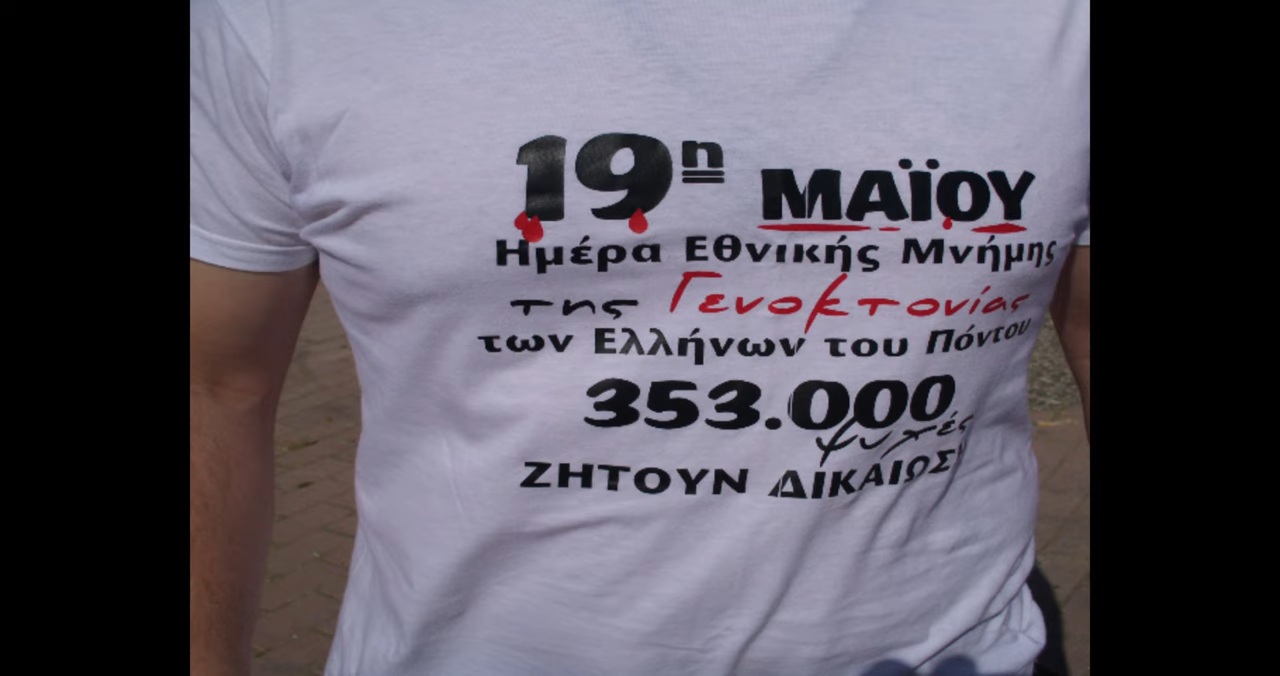 19η ΜΑΪΟΥ
Ημέρα Εθνικής Μνήμης
της Γενοκτονίας
των Ελλήνων του Πόντου
353.000
ψυχές
ΖΗΤΟΥΝ